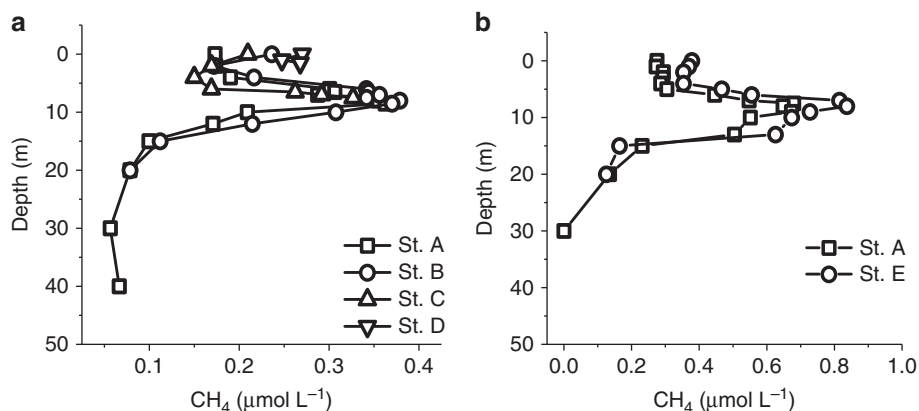 a
0
10
20
30
40
50
Depth (m)
0.1
0.2
0.3
0.4
CH₄ (μmol L⁻¹)
St. A
St. B
St. C
St. D
b
0
10
20
30
40
50
Depth (m)
0.0
0.2
0.4
0.6
0.8
1.0
CH₄ (μmol L⁻¹)
St. A
St. E